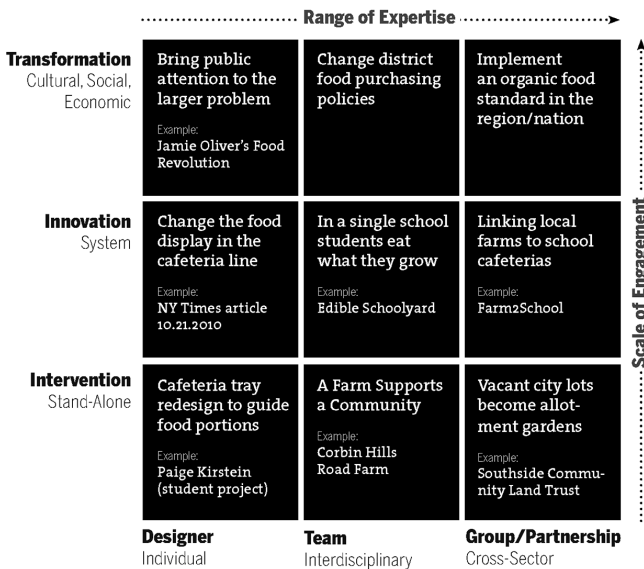 Range of Expertise
Transformation
Cultural, Social,
Economic
Bring public
attention to the
larger problem
Example:
Jamie Oliver's Food
Revolution
Change district
food purchasing
policies
Implement
an organic food
standard in the
region/nation
Innovation
System
Change the food
display in the
cafeteria line
Example:
NY Times article
10.21.2010
In a single school
students eat
what they grow
Example:
Edible Schoolyard
Linking local
farms to school
cafeterias
Example:
Farm2School
Intervention
Stand-Alone
Cafeteria tray
redesign to guide
food portions
Example:
Paige Kirstein
(student project)
A Farm Supports
a Community
Example:
Corbin Hills
Road Farm
Vacant city lots
become allot-
ment gardens
Example:
Southside Commu-
nity Land Trust
Designer
Individual
Team
Interdisciplinary
Group/Partnership
Cross-Sector
Scale of Engagement